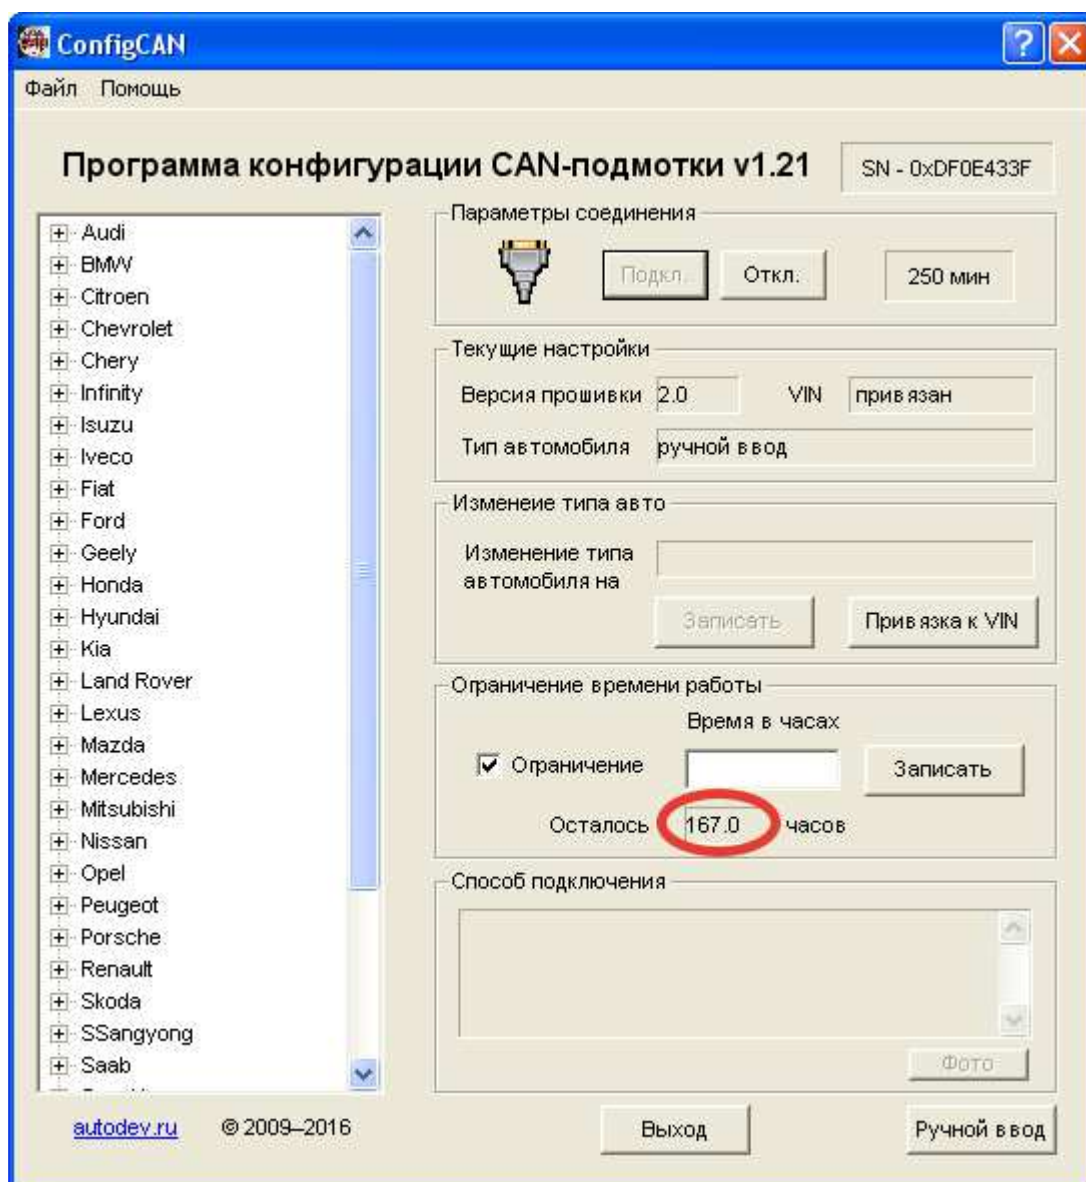 ConfigCAN
Файл Помощь
Программа конфигурации CAN-подмотки v1.21
SN - 0xDF0E433F
Audi
BMW
Citroen
Chevrolet
Chery
Infinity
Isuzu
Iveco
Fiat
Ford
Geely
Honda
Hyundai
Kia
Land Rover
Lexus
Mazda
Mercedes
Mitsubishi
Nissan
Opel
Peugeot
Porsche
Renault
Skoda
SSangyong
Saab
Параметры соединения
Подкл.. Откл. 250 мин
Текущие настройки
Версия прошивки 2.0 VIN привязан
Тип автомобиля ручной ввод
Изменеие типа авто
Изменение типа
автомобиля на
Записать Привязка к VIN
Ограничение времени работы
Время в часах
Ограничение Записать
Осталось 167.0 часов
Способ подключения
Фото
autodev.ru © 2009–2016 Выход Ручной ввод